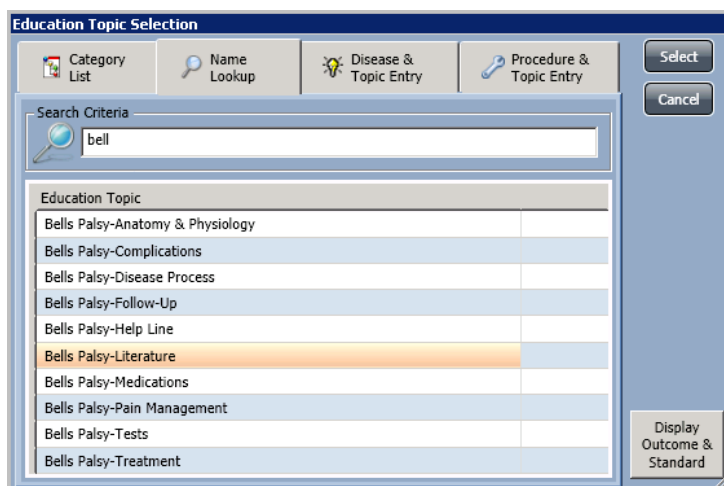 Education Topic Selection
Category
List
Name
Lookup
Disease &
Topic Entry
Procedure &
Topic Entry
Select
Cancel
Search Criteria
bell
Education Topic
Bells Palsy-Anatomy & Physiology
Bells Palsy-Complications
Bells Palsy-Disease Process
Bells Palsy-Follow-Up
Bells Palsy-Help Line
Bells Palsy-Literature
Bells Palsy-Medications
Bells Palsy-Pain Management
Bells Palsy-Tests
Bells Palsy-Treatment
Display
Outcome &
Standard